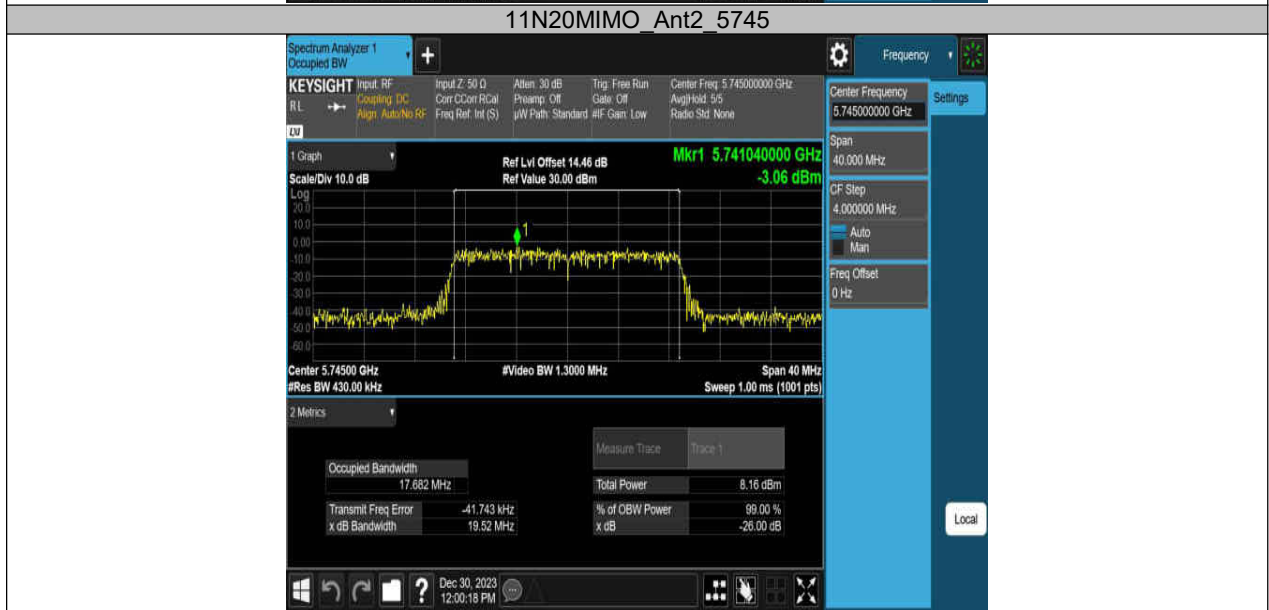 11N20MIMO_Ant2_5745
Spectrum Analyzer 1
Occupied BW
+
Frequency
KEYSIGHT
RL
LXI
Input: RF
Coupling: DC
Align: Auto/No RF
Input Z: 50 Ω
Corr CCorr RCal
Freq Ref: Int (S)
Atten: 30 dB
Preamp: Off
µW Path: Standard
Trig: Free Run
Gate: Off
#IF Gain: Low
Center Freq: 5.745000000 GHz
Avg|Hold: 5/5
Radio Std: None
Center Frequency
5.745000000 GHz
Settings
Span
40.000 MHz
CF Step
4.000000 MHz
Auto
Man
Freq Offset
0 Hz
1 Graph
Scale/Div 10.0 dB
Ref Lvl Offset 14.46 dB
Ref Value 30.00 dBm
Mkr1 5.741040000 GHz
-3.06 dBm
Log
20.0
10.0
0.00
-10.0
-20.0
-30.0
-40.0
-50.0
-60.0
1
Center 5.74500 GHz
#Res BW 430.00 kHz
#Video BW 1.3000 MHz
Span 40 MHz
Sweep 1.00 ms (1001 pts)
2 Metrics
Measure Trace Trace 1
Occupied Bandwidth
17.682 MHz
Total Power 8.16 dBm
Transmit Freq Error -41.743 kHz
% of OBW Power 99.00 %
x dB Bandwidth 19.52 MHz
x dB -26.00 dB
Local
?
Dec 30, 2023
12:00:18 PM